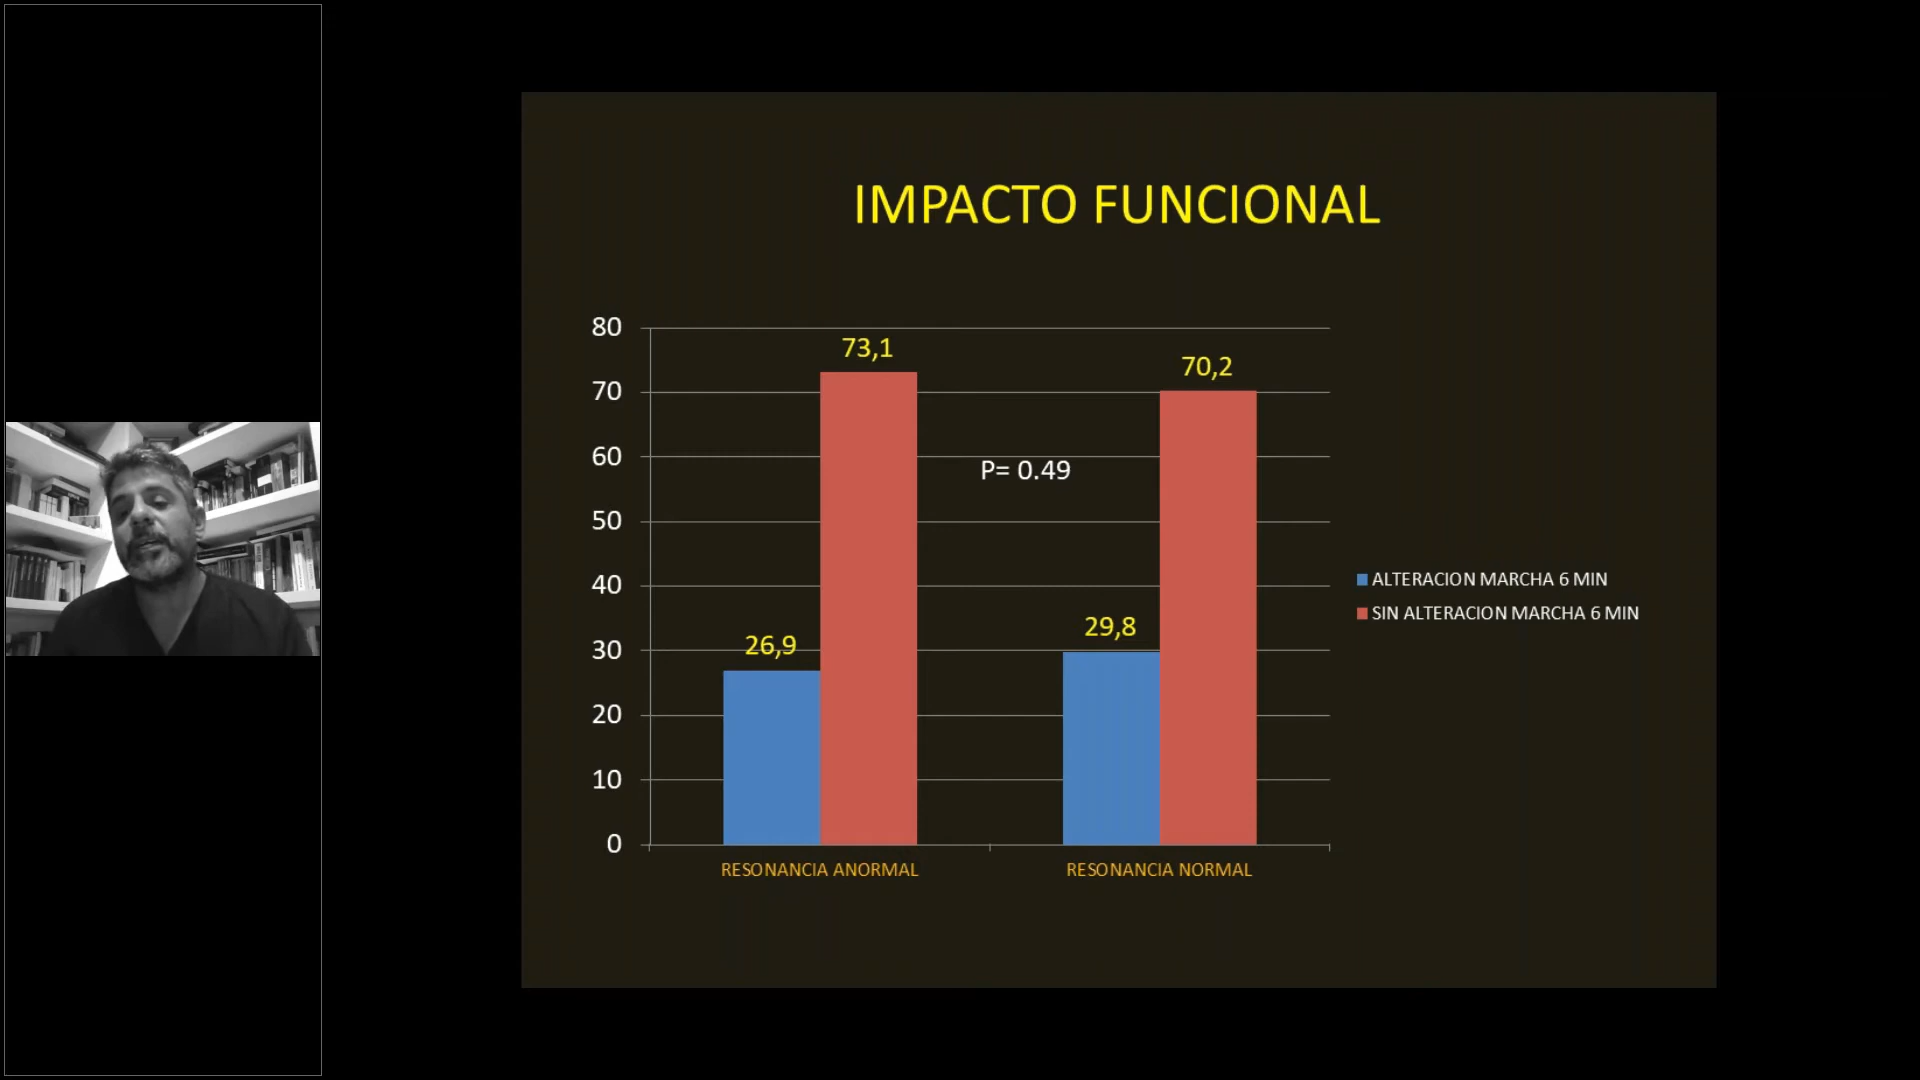 IMPACTO FUNCIONAL
80
70
60
50
40
30
20
10
0
73,1
70,2
P= 0.49
26,9
29,8
ALTERACION MARCHA 6 MIN
SIN ALTERACION MARCHA 6 MIN
RESONANCIA ANORMAL
RESONANCIA NORMAL